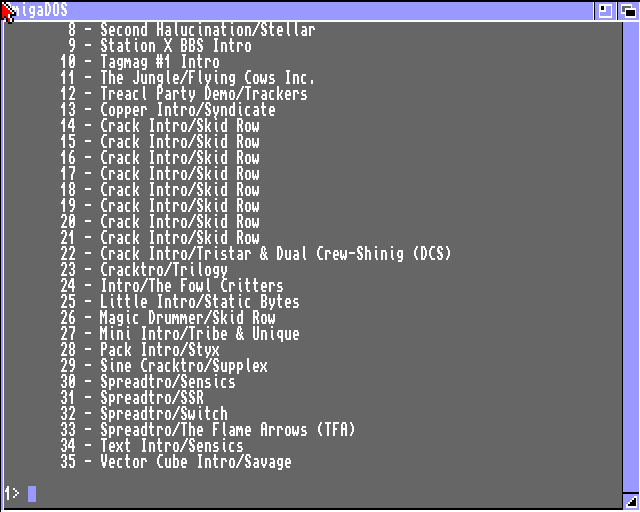 AmigaDOS
8 - Second Halucination/Stellar
9 - Station X BBS Intro
10 - Tagmag #1 Intro
11 - The Jungle/Flying Cows Inc.
12 - Treacl Party Demo/Trackers
13 - Copper Intro/Syndicate
14 - Crack Intro/Skid Row
15 - Crack Intro/Skid Row
16 - Crack Intro/Skid Row
17 - Crack Intro/Skid Row
18 - Crack Intro/Skid Row
19 - Crack Intro/Skid Row
20 - Crack Intro/Skid Row
21 - Crack Intro/Skid Row
22 - Crack Intro/Tristar & Dual Crew-Shinig (DCS)
23 - Cracktro/Trilogy
24 - Intro/The Fowl Critters
25 - Little Intro/Static Bytes
26 - Magic Drummer/Skid Row
27 - Mini Intro/Tribe & Unique
28 - Pack Intro/Styx
29 - Sine Cracktro/Supplex
30 - Spreadtro/Sensics
31 - Spreadtro/SSR
32 - Spreadtro/Switch
33 - Spreadtro/The Flame Arrows (TFA)
34 - Text Intro/Sensics
35 - Vector Cube Intro/Savage
1>